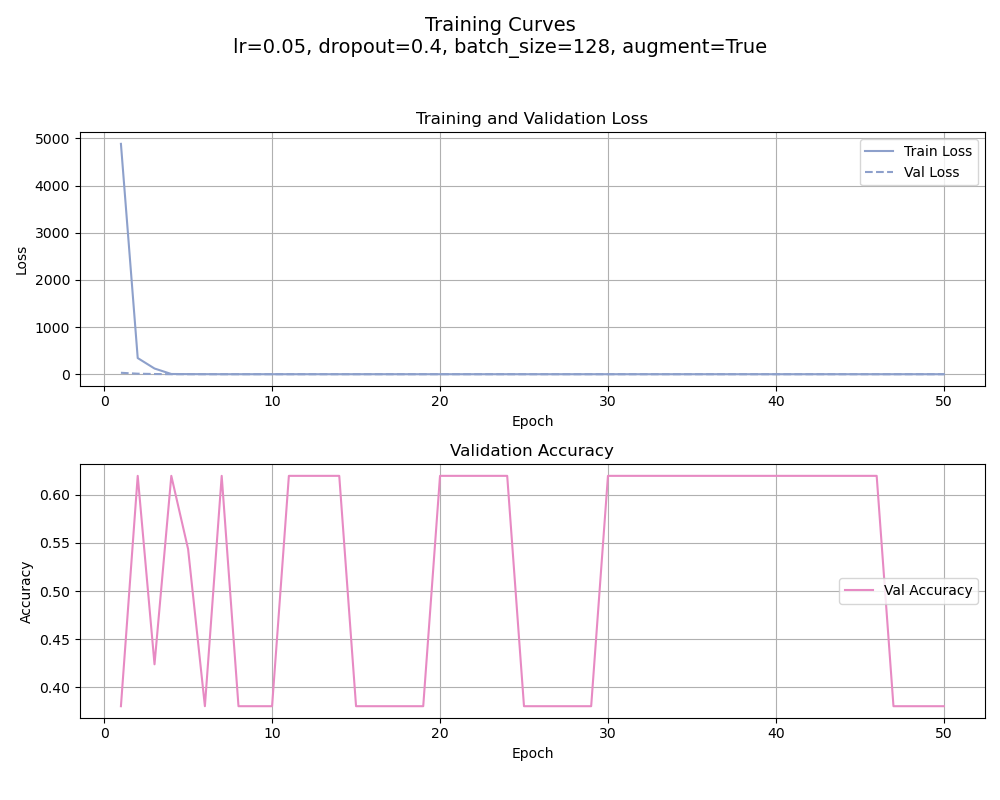 Training Curves
lr=0.05, dropout=0.4, batch_size=128, augment=True
Training and Validation Loss
5000
4000
3000
2000
1000
0
Loss
Train Loss
Val Loss
0 10 20 30 40 50
Epoch
Validation Accuracy
0.60
0.55
0.50
0.45
0.40
Accuracy
Val Accuracy
0 10 20 30 40 50
Epoch